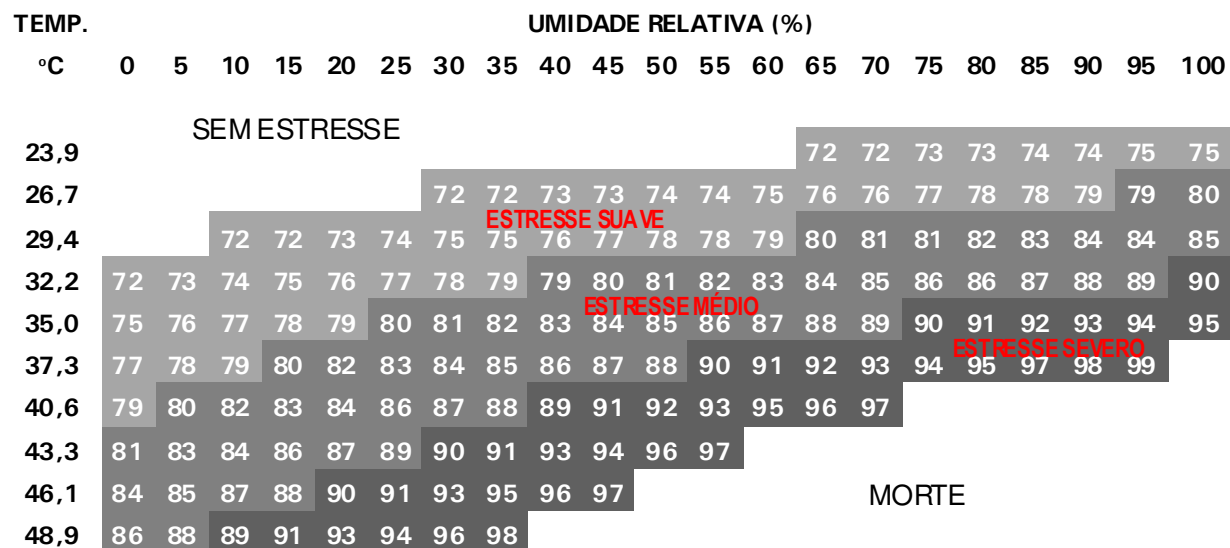 TEMP. UMIDADE RELATIVA (%)
ºC 0 5 10 15 20 25 30 35 40 45 50 55 60 65 70 75 80 85 90 95 100
SEM ESTRESSE
23,9 72 72 73 73 74 74 75 75
26,7 72 72 73 73 74 74 75 76 76 77 78 78 79 79 80
ESTRESSE SUAVE
29,4 72 72 73 74 75 75 76 77 78 78 79 80 81 81 82 83 84 84 85
32,2 72 73 74 75 76 77 78 79 79 80 81 82 83 84 85 86 86 87 88 89 90
ESTRESSE MÉDIO
35,0 75 76 77 78 79 80 81 82 83 84 85 86 87 88 89 90 91 92 93 94 95
ESTRESSE SEVERO
37,3 77 78 79 80 82 83 84 85 86 87 88 90 91 92 93 94 95 97 98 99
40,6 79 80 82 83 84 86 87 88 89 91 92 93 95 96 97
43,3 81 83 84 86 87 89 90 91 93 94 96 97
46,1 84 85 87 88 90 91 93 95 96 97
MORTE
48,9 86 88 89 91 93 94 96 98